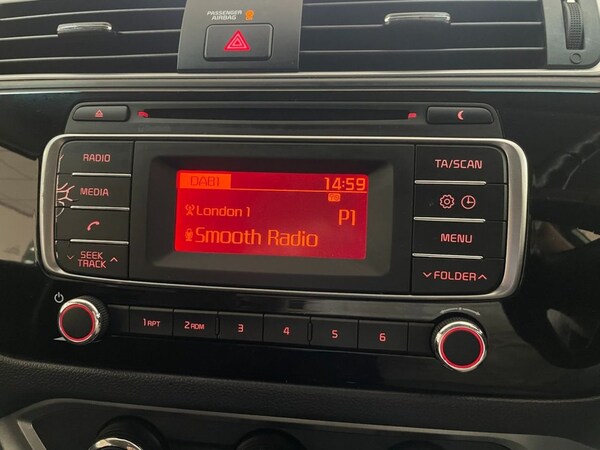 PASSENGER
AIRBAG
RADIO
MEDIA
SEEK
TRACK
DAB1
14:59
London 1
P1
Smooth Radio
TA/SCAN
MENU
FOLDER
1 RPT
2 RDM
3
4
5
6